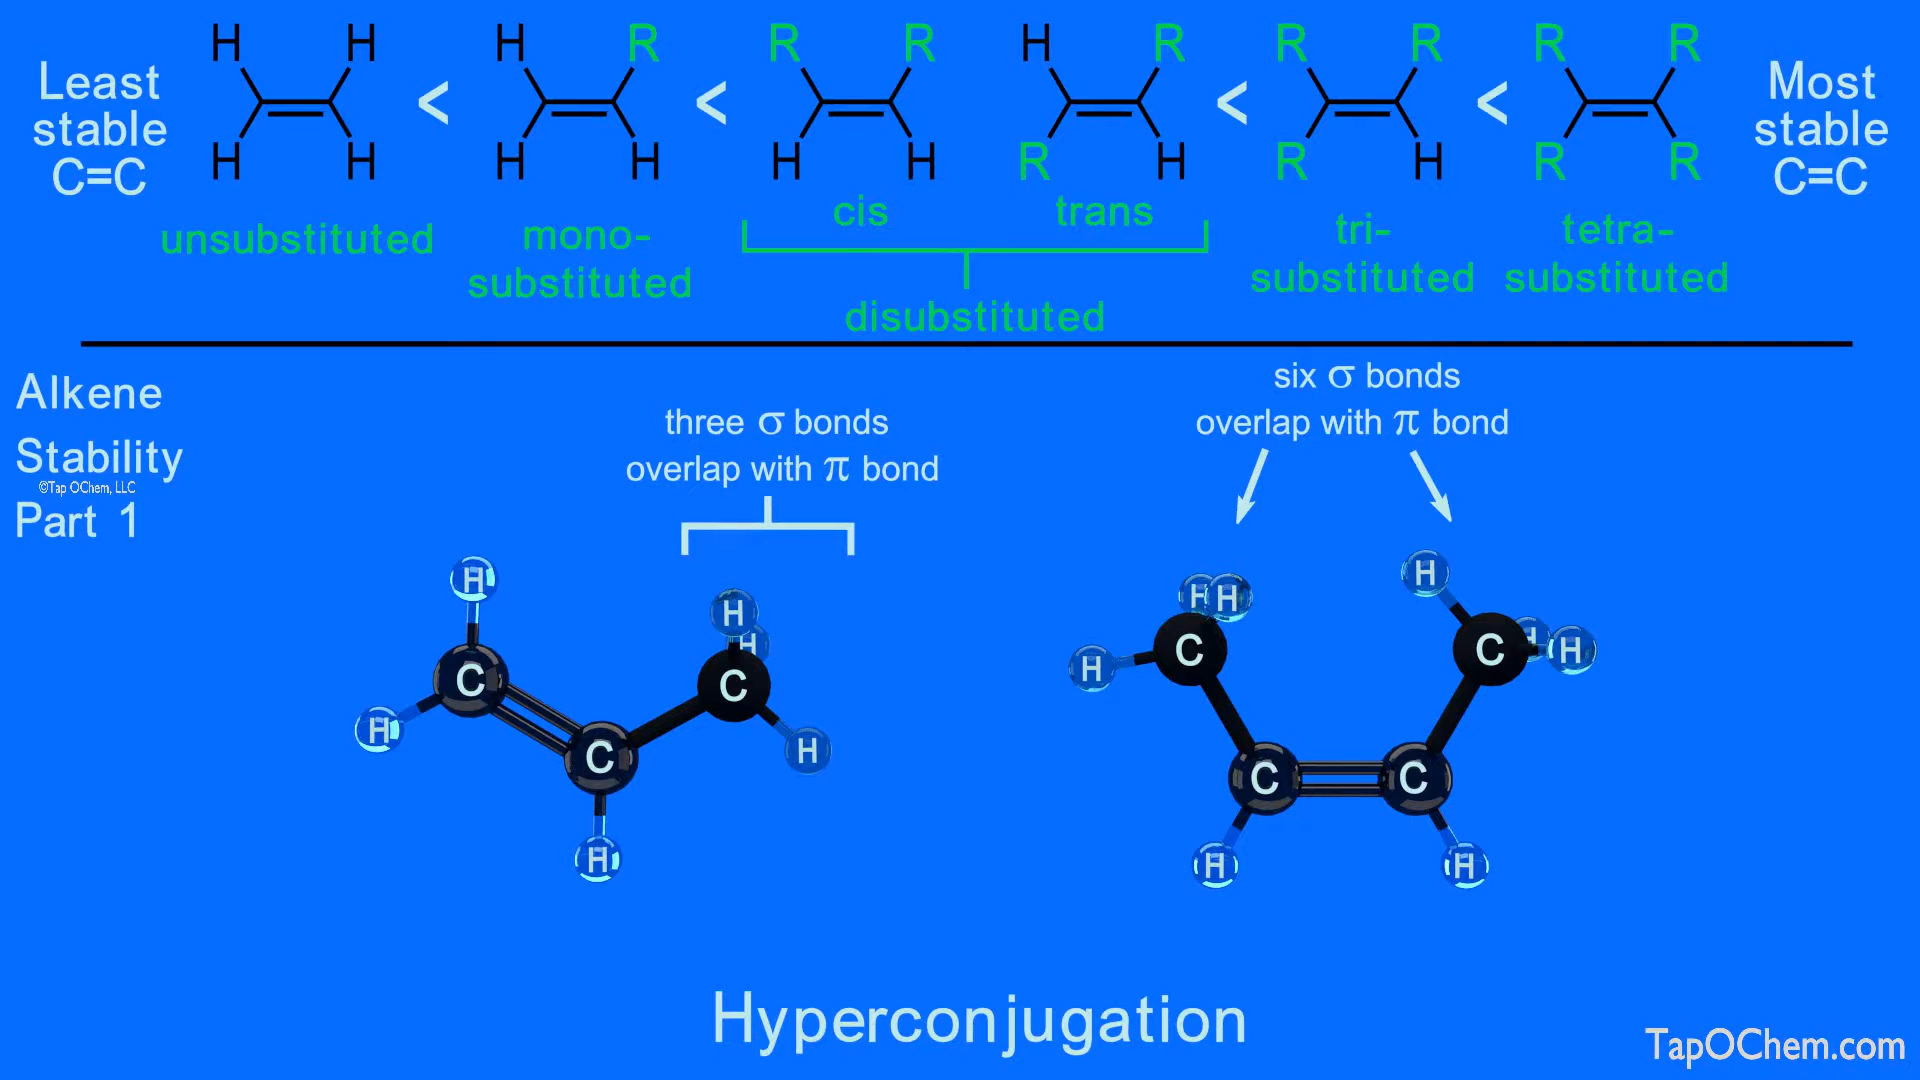 Least
stable
C=C
H H
H H
<
H R
H H
<
R R
H H
H R
R H
<
R R
R H
<
R R
R R
Most
stable
C=C
unsubstituted
mono-
substituted
cis
trans
disubstituted
tri-
substituted
tetra-
substituted
Alkene
Stability
©Tap OChem, LLC
Part 1
three σ bonds
overlap with π bond
six σ bonds
overlap with π bond
H
C
H
C
H
H
H
C
H
H H
C
H
H
C
H
H
C
C
H
H
Hyperconjugation
TapOChem.com